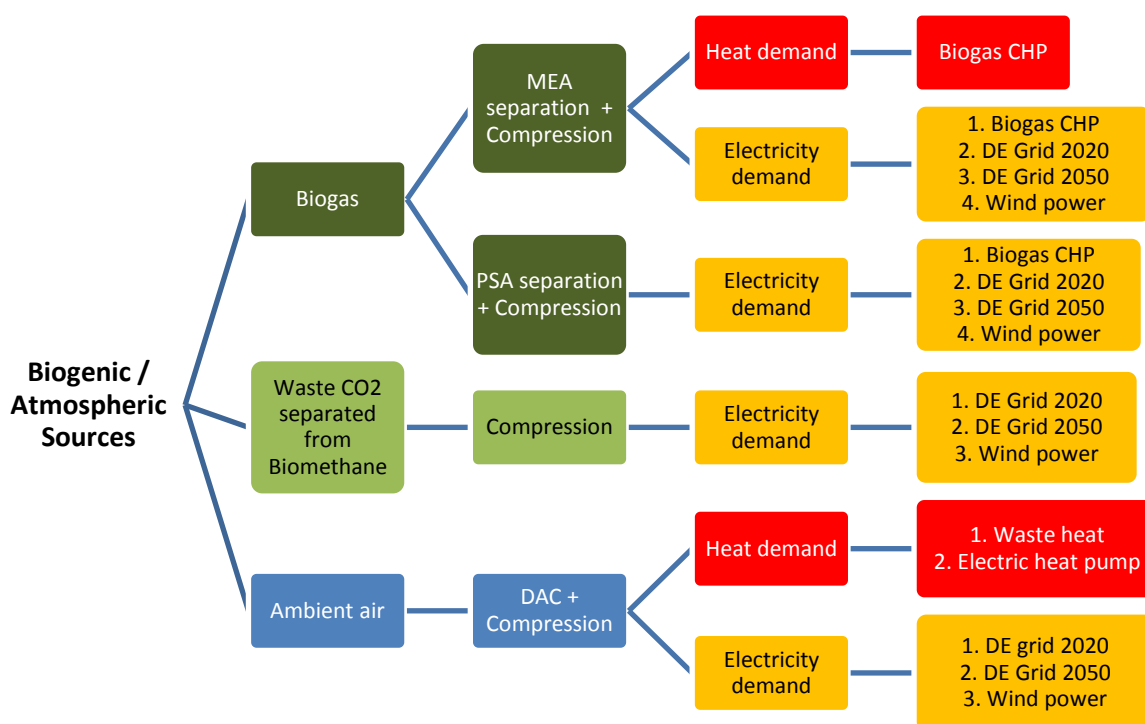 Biogenic /
Atmospheric
Sources
Biogas
MEA
separation +
Compression
Heat demand
Biogas CHP
Electricity
demand
1. Biogas CHP
2. DE Grid 2020
3. DE Grid 2050
4. Wind power
PSA separation
+ Compression
Electricity
demand
1. Biogas CHP
2. DE Grid 2020
3. DE Grid 2050
4. Wind power
Waste CO2
separated
from
Biomethane
Compression
Electricity
demand
1. DE Grid 2020
2. DE Grid 2050
3. Wind power
Ambient air
DAC +
Compression
Heat demand
1. Waste heat
2. Electric heat pump
Electricity
demand
1. DE grid 2020
2. DE Grid 2050
3. Wind power